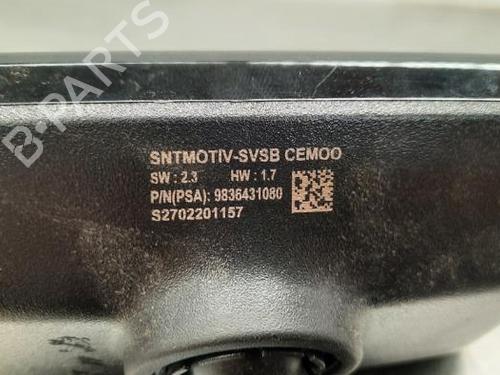 SNTMOTIV-SVSB CEMOO
SW : 2.3 HW : 1.7
P/N(PSA): 9836431080
S2702201157
B-PARTS